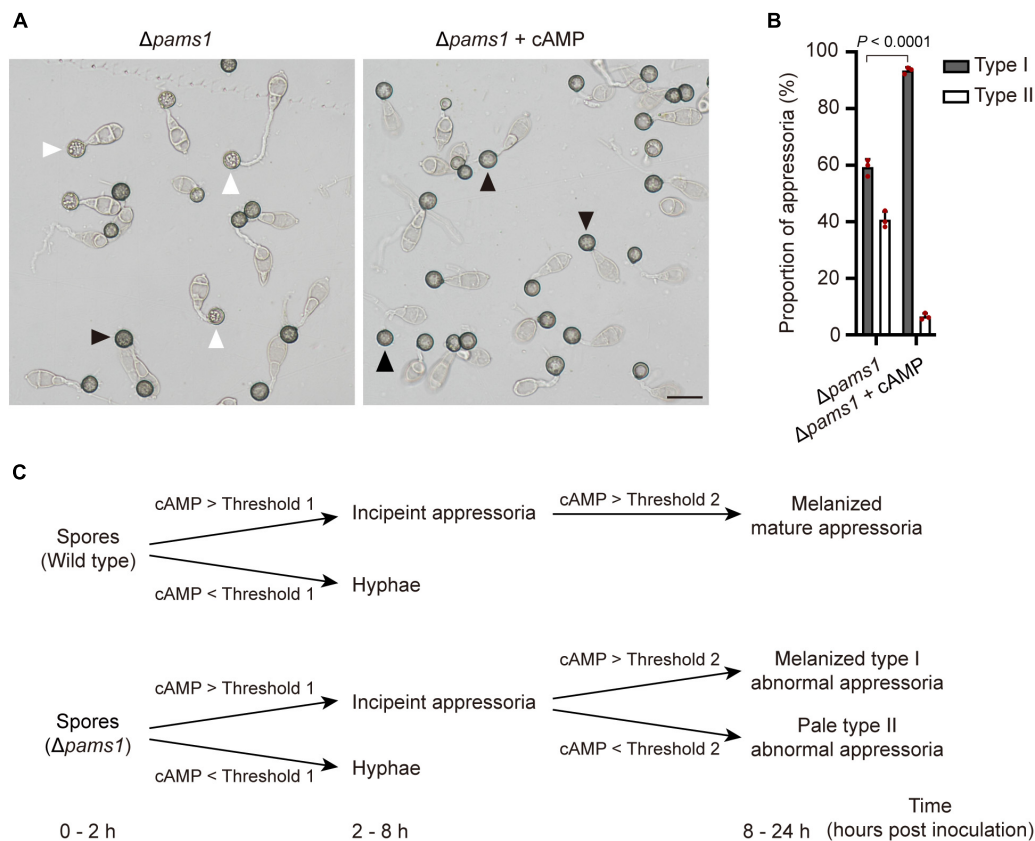 A
Δpams1
Δpams1 + cAMP
B
P < 0.0001
Type I
Type II
Proportion of appressoria (%)
100
80
60
40
20
0
Δpams1
Δpams1 + cAMP
C
Spores
(Wild type)
cAMP > Threshold 1
cAMP < Threshold 1
Incipeint appressoria
Hyphae
cAMP > Threshold 2
Melanized
mature appressoria
Spores
(Δpams1)
cAMP > Threshold 1
cAMP < Threshold 1
Incipeint appressoria
Hyphae
cAMP > Threshold 2
cAMP < Threshold 2
Melanized type I
abnormal appressoria
Pale type II
abnormal appressoria
0 - 2 h
2 - 8 h
8 - 24 h
Time
(hours post inoculation)